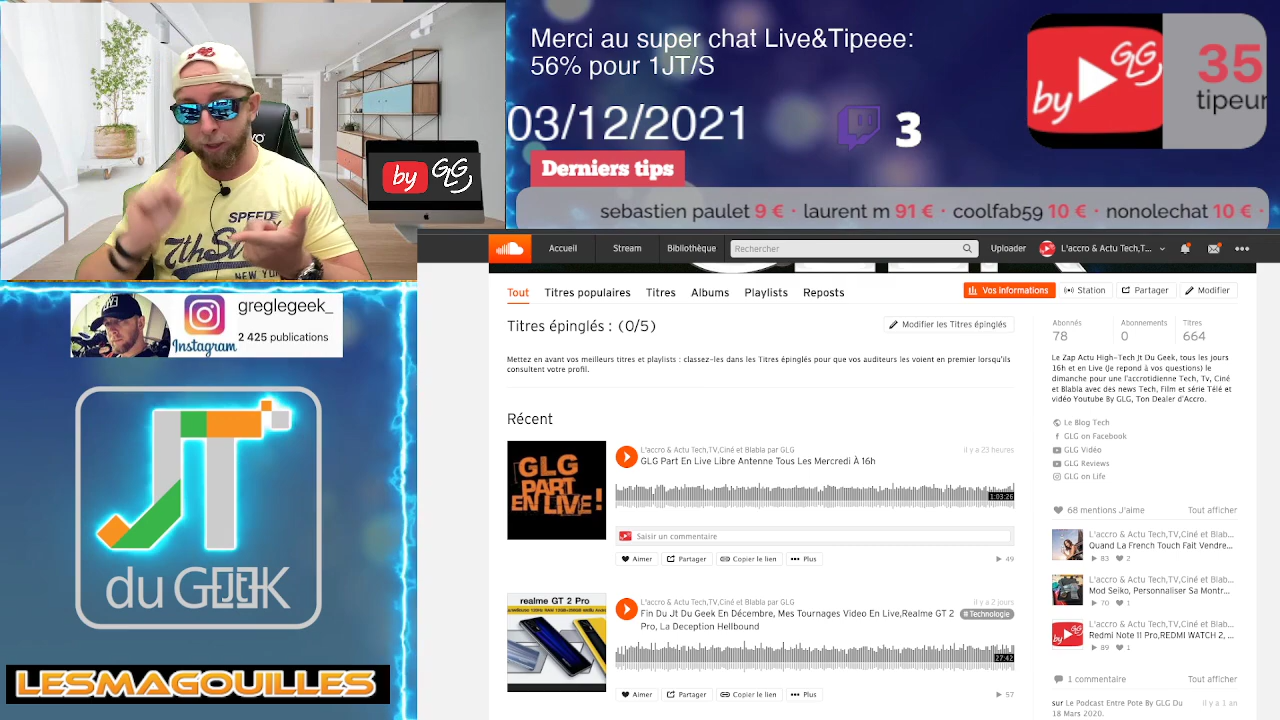 SPEED
7thSt
NEW YORK
by GLG
Merci au super chat Live&Tipeee:
56% pour 1JT/S
03/12/2021
3
by GLG
35
tipeur
Derniers tips
sebastien paulet 9 € · laurent m 91 € · coolfab59 10 € · nonolechat 10 € ·
greglegeek_
2 425 publications
Instagram
JT
du GEEK
LESMAGOUILLES
Accueil
Stream
Bibliothèque
Rechercher
Uploader
L'accro & Actu Tech,T...
Tout
Titres populaires
Titres
Albums
Playlists
Reposts
Vos informations
Station
Partager
Modifier
Titres épinglés : (0/5)
Modifier les Titres épinglés
Mettez en avant vos meilleurs titres et playlists : classez-les dans les Titres épinglés pour que vos auditeurs les voient en premier lorsqu'ils
consultent votre profil.
Récent
GLG
PART
EN LIVE!
L'accro & Actu Tech,TV,Ciné et Blabla par GLG
il y a 23 heures
GLG Part En Live Libre Antenne Tous Les Mercredi À 16h
1:03:26
Saisir un commentaire
Aimer
Partager
Copier le lien
Plus
49
realme GT 2 Pro
L'accro & Actu Tech,TV,Ciné et Blabla par GLG
il y a 2 jours
Fin Du Jt Du Geek En Décembre, Mes Tournages Video En Live,Realme GT 2
Pro, La Deception Hellbound
# Technologie
27:42
Aimer
Partager
Copier le lien
Plus
57
Abonnés
78
Abonnements
0
Titres
664
Le Zap Actu High-Tech Jt Du Geek, tous les jours
16h et en Live (Je repond à vos questions) le
dimanche pour une l'accrotidienne Tech, Tv, Ciné
et Blabla avec des news Tech, Film et série Télé et
vidéo Youtube By GLG, Ton Dealer d'Accro.
Le Blog Tech
GLG on Facebook
GLG Vidéo
GLG Reviews
GLG on Life
68 mentions J'aime
Tout afficher
L'accro & Actu Tech,TV,Ciné et Blab...
Quand La French Touch Fait Vendre...
83 2
L'accro & Actu Tech,TV,Ciné et Blab...
Mod Seiko, Personnaliser Sa Montr...
70 1
L'accro & Actu Tech,TV,Ciné et Blab...
Redmi Note 11 Pro,REDMI WATCH 2, ...
89 1
1 commentaire
Tout afficher
sur Le Podcast Entre Pote By GLG Du
18 Mars 2020.
Il y a 1 an